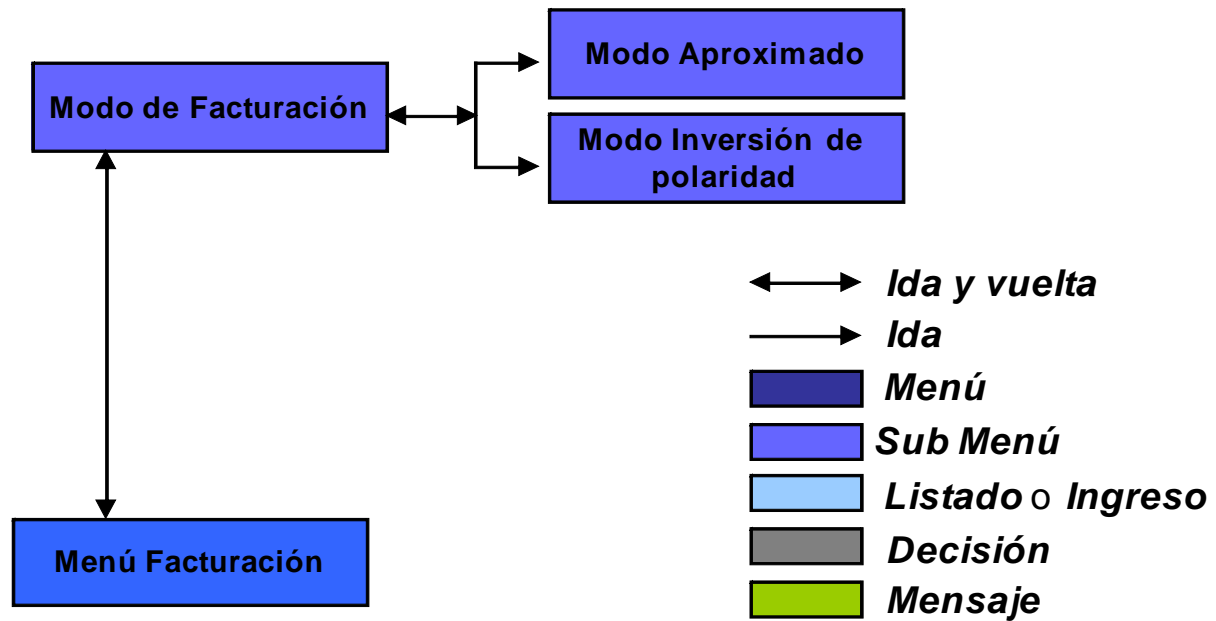 Modo Aproximado
Modo de Facturación
Modo Inversión de
polaridad
Ida y vuelta
Ida
Menú
Sub Menú
Listado o Ingreso
Menú Facturación
Decisión
Mensaje